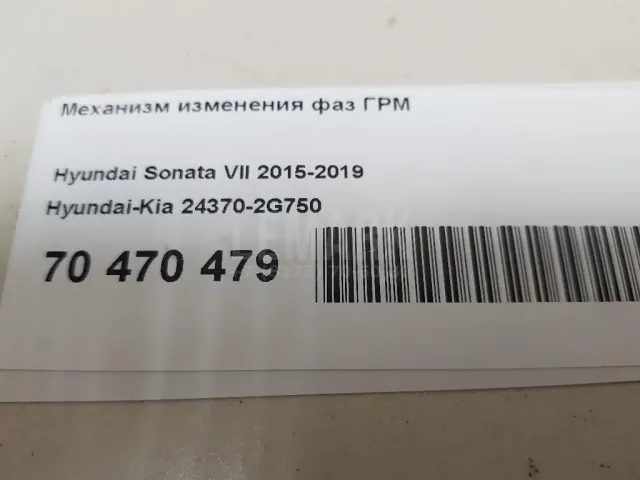 Механизм изменения фаз ГРМ
Hyundai Sonata VII 2015-2019
Hyundai-Kia 24370-2G750
70 470 479